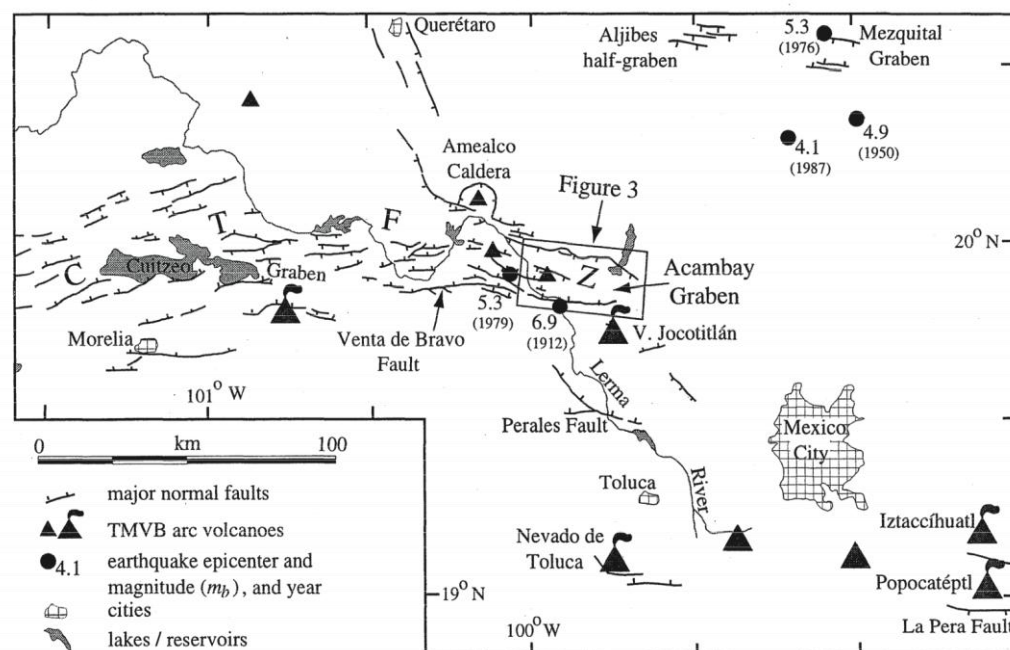 Querétaro
Aljibes
half-graben
5.3
(1976)
Mezquital
Graben
4.9
(1950)
4.1
(1987)
Amealco
Caldera
Figure 3
20° N
C
T
F
Z
Cuitzeo
Graben
Acambay
Graben
5.3
(1979)
6.9
(1912)
V. Jocotitlán
Venta de Bravo
Fault
Morelia
101° W
Lerma
River
Perales Fault
Mexico
City
Toluca
Nevado de
Toluca
Iztaccíhuatl
Popocatéptl
La Pera Fault
19° N
100° W
0 km 100
major normal faults
TMVB arc volcanoes
4.1 earthquake epicenter and
magnitude (mb), and year
cities
lakes / reservoirs